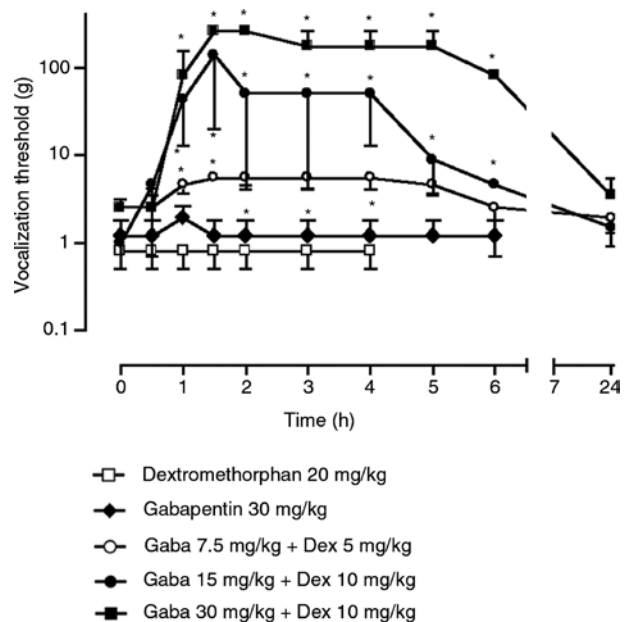 Vocalization threshold (g)
100
10
1
0.1
* * * * * * *
* * * * *
* * *
* * *
0 1 2 3 4 5 6 7 24
Time (h)
Dextromethorphan 20 mg/kg
Gabapentin 30 mg/kg
Gaba 7.5 mg/kg + Dex 5 mg/kg
Gaba 15 mg/kg + Dex 10 mg/kg
Gaba 30 mg/kg + Dex 10 mg/kg